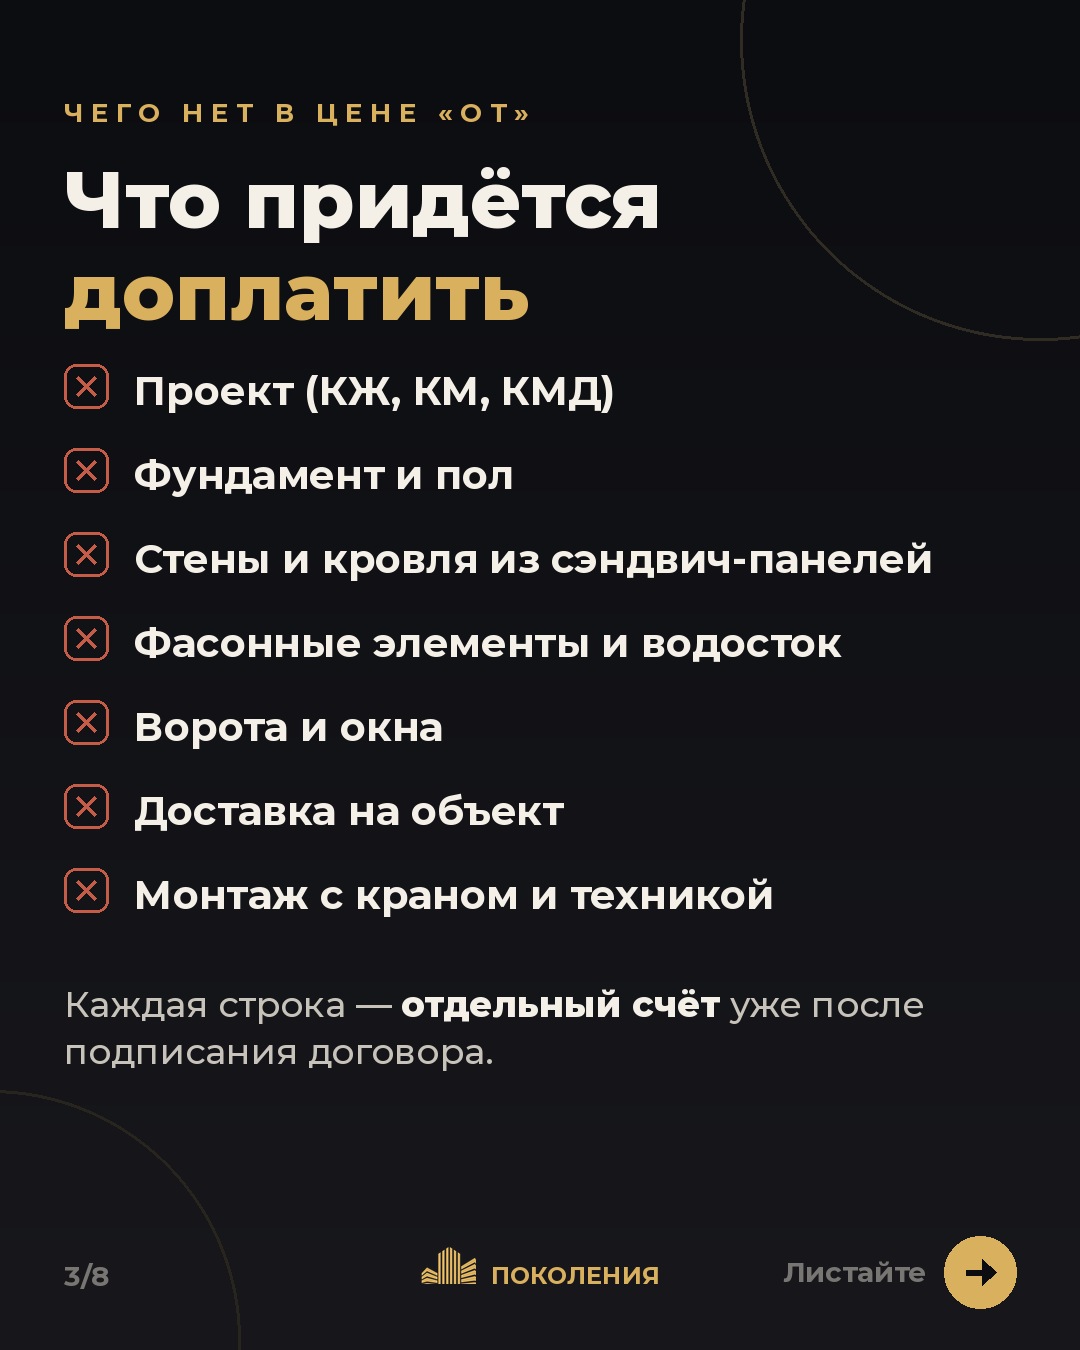 ЧЕГО НЕТ В ЦЕНЕ «ОТ»
Что придётся
доплатить
Проект (КЖ, КМ, КМД)
Фундамент и пол
Стены и кровля из сэндвич-панелей
Фасонные элементы и водосток
Ворота и окна
Доставка на объект
Монтаж с краном и техникой
Каждая строка — отдельный счёт уже после
подписания договора.
3/8
ПОКОЛЕНИЯ
Листайте